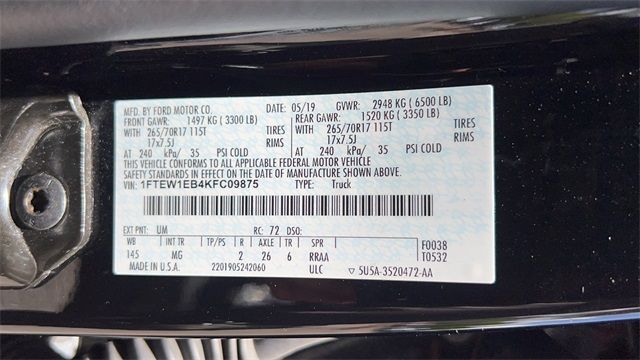 MFD. BY FORD MOTOR CO. DATE: 05/19 GVWR: 2948 KG ( 6500 LB)
FRONT GAWR: 1497 KG ( 3300 LB) REAR GAWR: 1520 KG ( 3350 LB)
WITH 265/70R17 115T TIRES WITH 265/70R17 115T TIRES
17x7.5J RIMS 17x7.5J RIMS
AT 240 kPa/ 35 PSI COLD AT 240 kPa/ 35 PSI COLD
THIS VEHICLE CONFORMS TO ALL APPLICABLE FEDERAL MOTOR VEHICLE
SAFETY STANDARDS IN EFFECT ON THE DATE OF MANUFACTURE SHOWN ABOVE.
VIN: 1FTEW1EB4KFC09875 TYPE: Truck
EXT PNT: UM RC: 72 DSO:
WB INT TR TP/PS R AXLE TR SPR F0038
145 MG 2 26 6 RRAA T0532
MADE IN U.S.A. 2201905242060 ULC ▽ 5U5A-3520472-AA